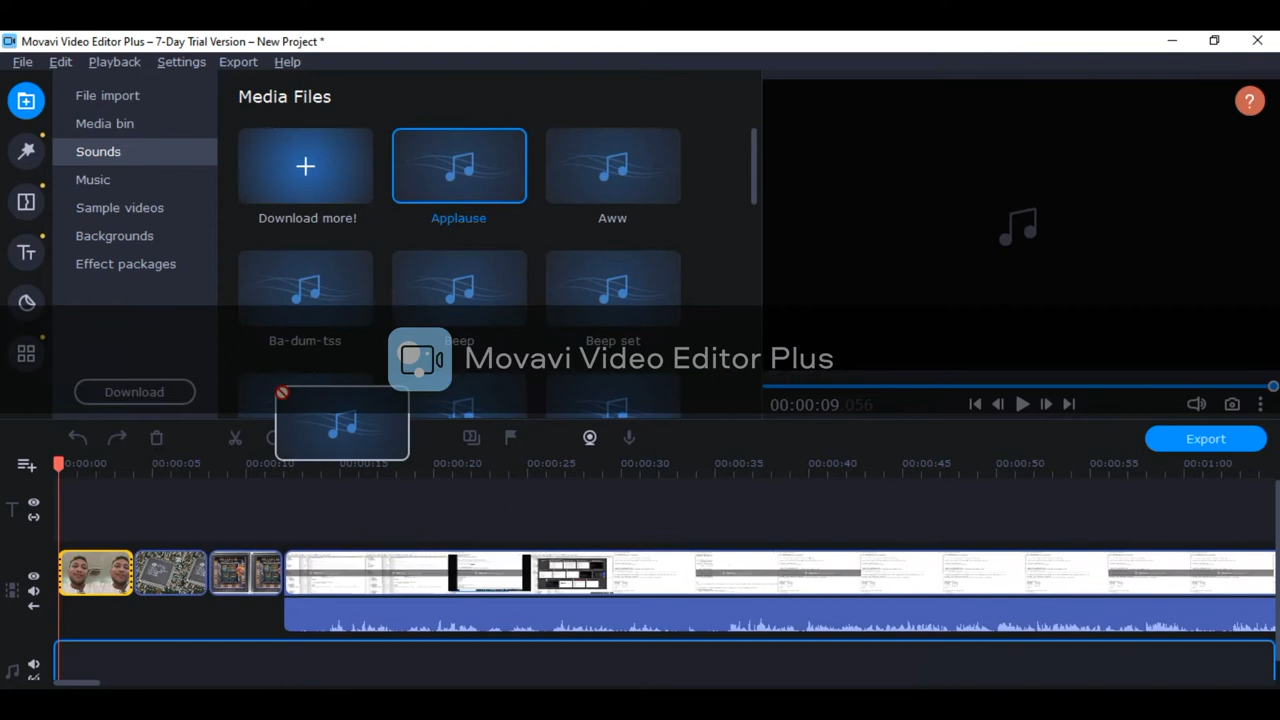 Movavi Video Editor Plus – 7-Day Trial Version – New Project *
File Edit Playback Settings Export Help
File import
Media bin
Sounds
Music
Sample videos
Backgrounds
Effect packages
Download
Media Files
Download more!
Applause
Aww
Ba-dum-tss
Beep
Beep set
Movavi Video Editor Plus
?
00:00:09.056
Export
00:00:00 00:00:05 00:00:10 00:00:15 00:00:20 00:00:25 00:00:30 00:00:35 00:00:40 00:00:45 00:00:50 00:00:55 00:01:00